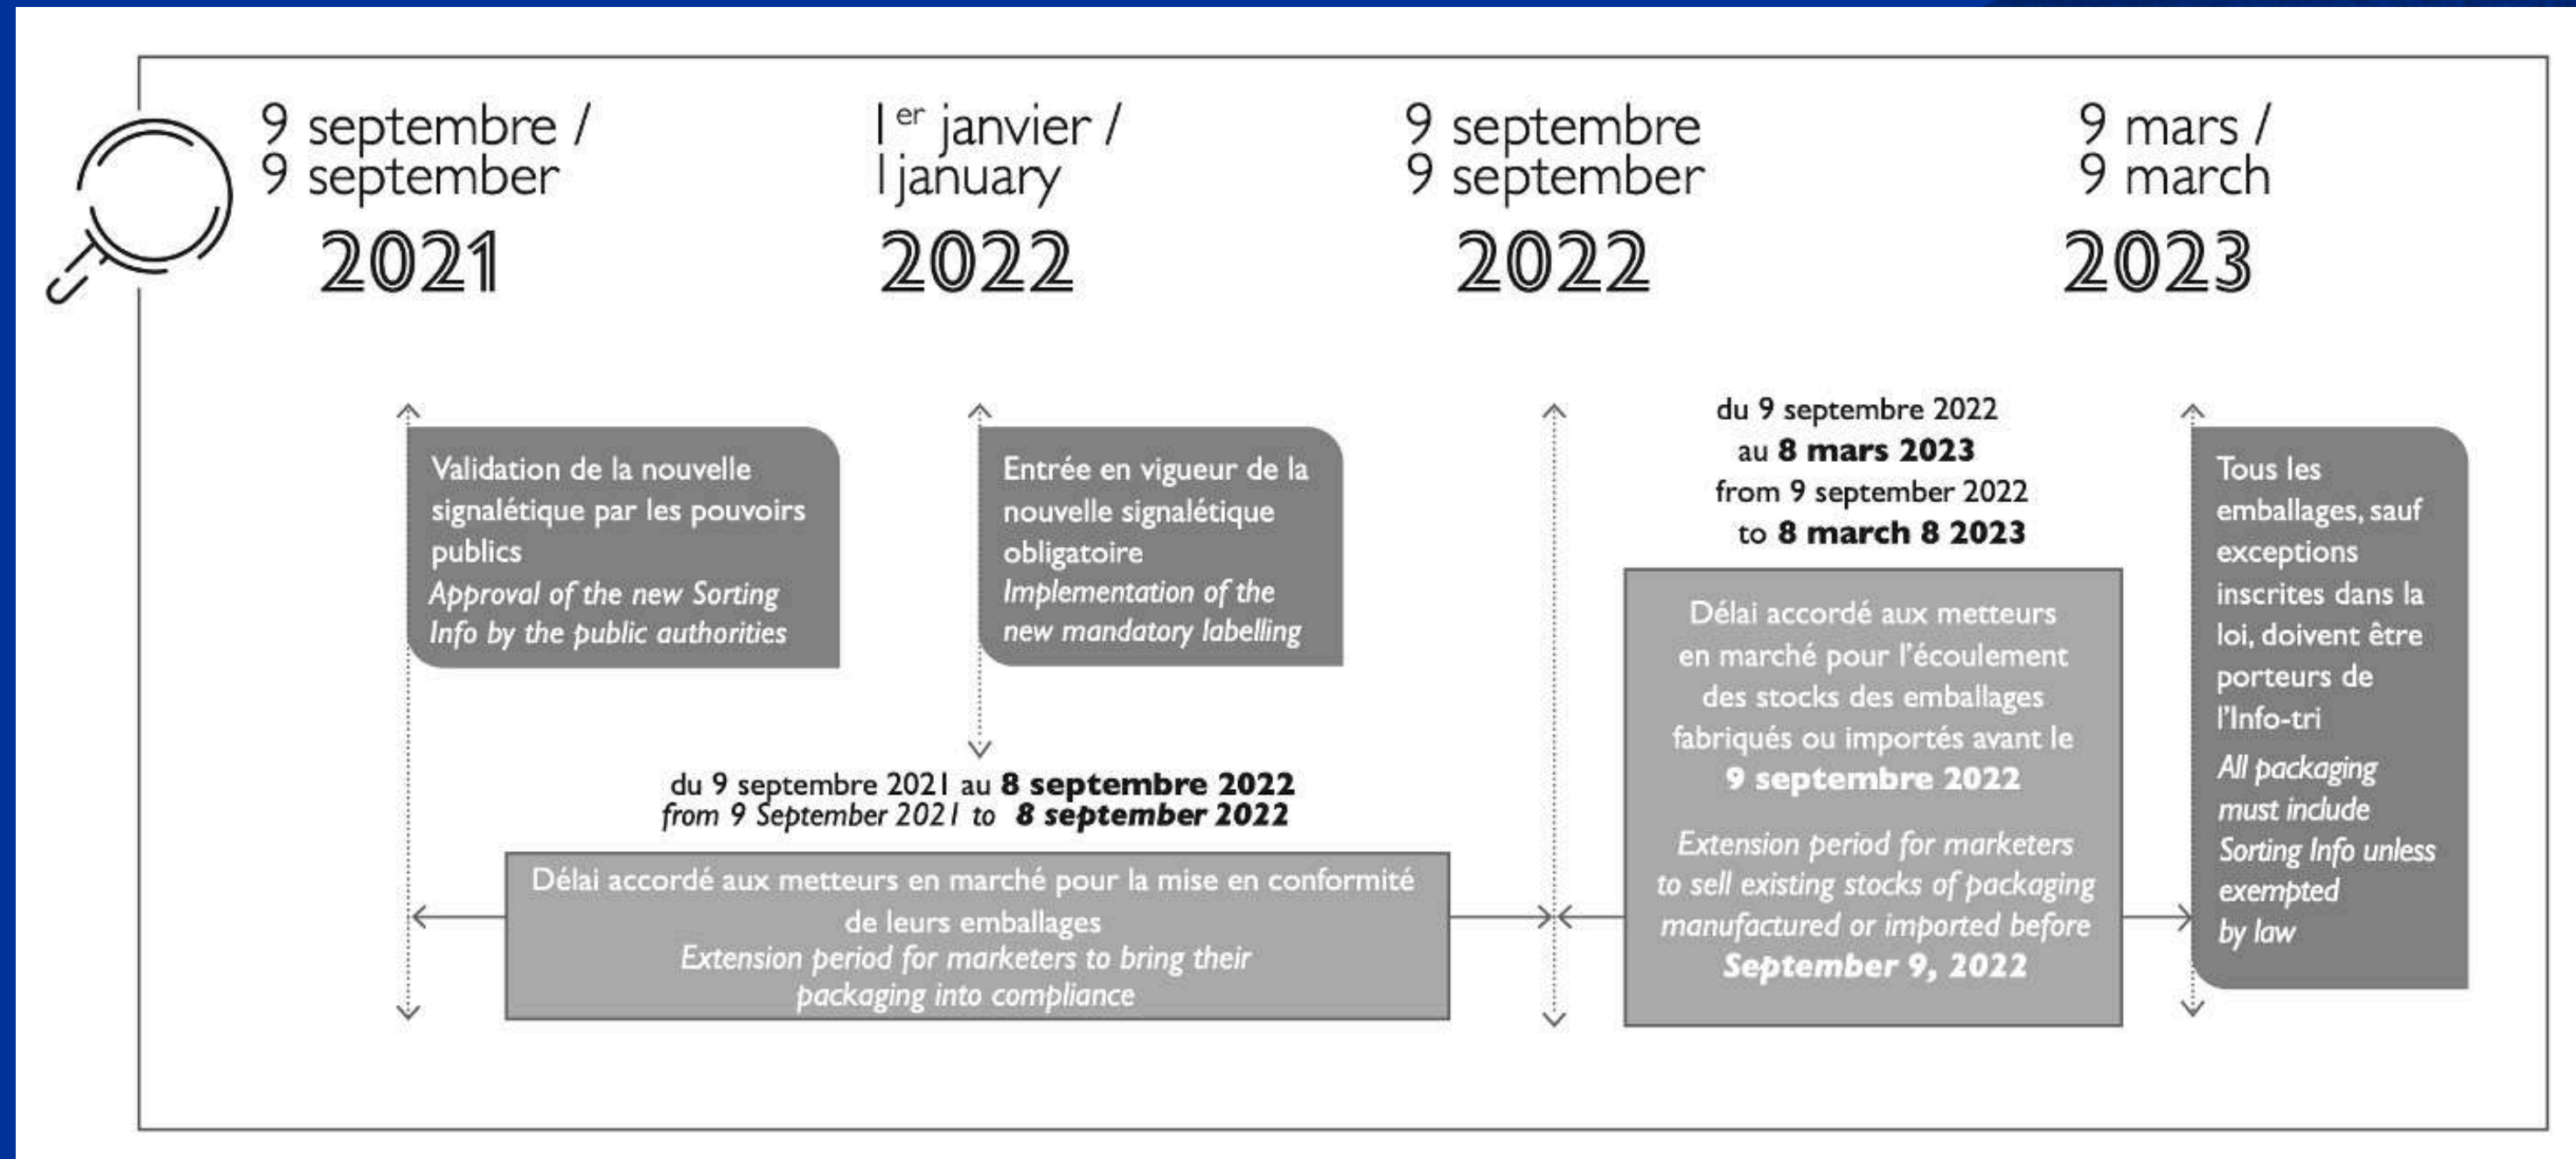 9 septembre /
9 september
2021
1er janvier /
1 january
2022
9 septembre
9 september
2022
9 mars /
9 march
2023
Validation de la nouvelle
signalétique par les pouvoirs
publics
Approval of the new Sorting
Info by the public authorities
Entrée en vigueur de la
nouvelle signalétique
obligatoire
Implementation of the
new mandatory labelling
du 9 septembre 2021 au 8 septembre 2022
from 9 September 2021 to 8 september 2022
Délai accordé aux metteurs en marché pour la mise en conformité
de leurs emballages
Extension period for marketers to bring their
packaging into compliance
du 9 septembre 2022
au 8 mars 2023
from 9 september 2022
to 8 march 8 2023
Délai accordé aux metteurs
en marché pour l'écoulement
des stocks des emballages
fabriqués ou importés avant le
9 septembre 2022
Extension period for marketers
to sell existing stocks of packaging
manufactured or imported before
September 9, 2022
Tous les
emballages, sauf
exceptions
inscrites dans la
loi, doivent être
porteurs de
l'Info-tri
All packaging
must include
Sorting Info unless
exempted
by law